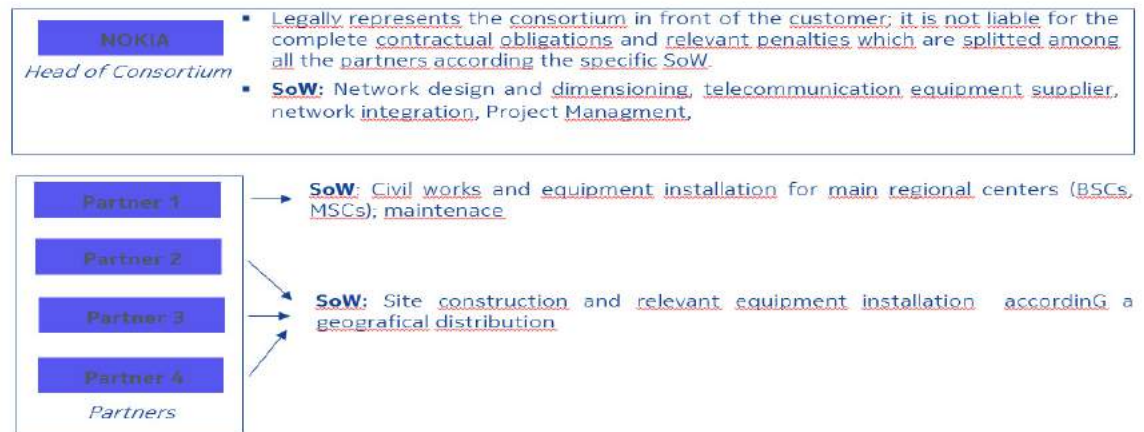 NOKIA
Head of Consortium
▪ Legally represents the consortium in front of the customer; it is not liable for the
complete contractual obligations and relevant penalties which are splitted among
all the partners according the specific SoW.
▪ SoW: Network design and dimensioning, telecommunication equipment supplier,
network integration, Project Managment,
Partner 1
SoW: Civil works and equipment installation for main regional centers (BSCs,
MSCs); maintenace
Partner 2
Partner 3
SoW: Site construction and relevant equipment installation accordinG a
geografical distribution
Partner 4
Partners